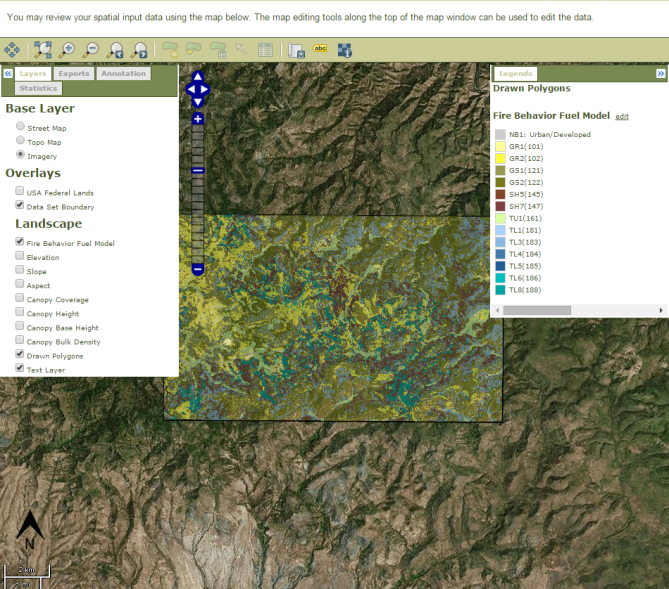 You may review your spatial input data using the map below. The map editing tools along the top of the map window can be used to edit the data.
abc
Layers
Exports
Annotation
Statistics
Base Layer
Street Map
Topo Map
Imagery
Overlays
USA Federal Lands
Data Set Boundary
Landscape
Fire Behavior Fuel Model
Elevation
Slope
Aspect
Canopy Coverage
Canopy Height
Canopy Base Height
Canopy Bulk Density
Drawn Polygons
Text Layer
Legends
Drawn Polygons
Fire Behavior Fuel Model edit
NB1: Urban/Developed
GR1(101)
GR2(102)
GS1(121)
GS2(122)
SH5(145)
SH7(147)
TU1(161)
TL1(181)
TL3(183)
TL4(184)
TL5(185)
TL6(186)
TL8(188)
N
2 km